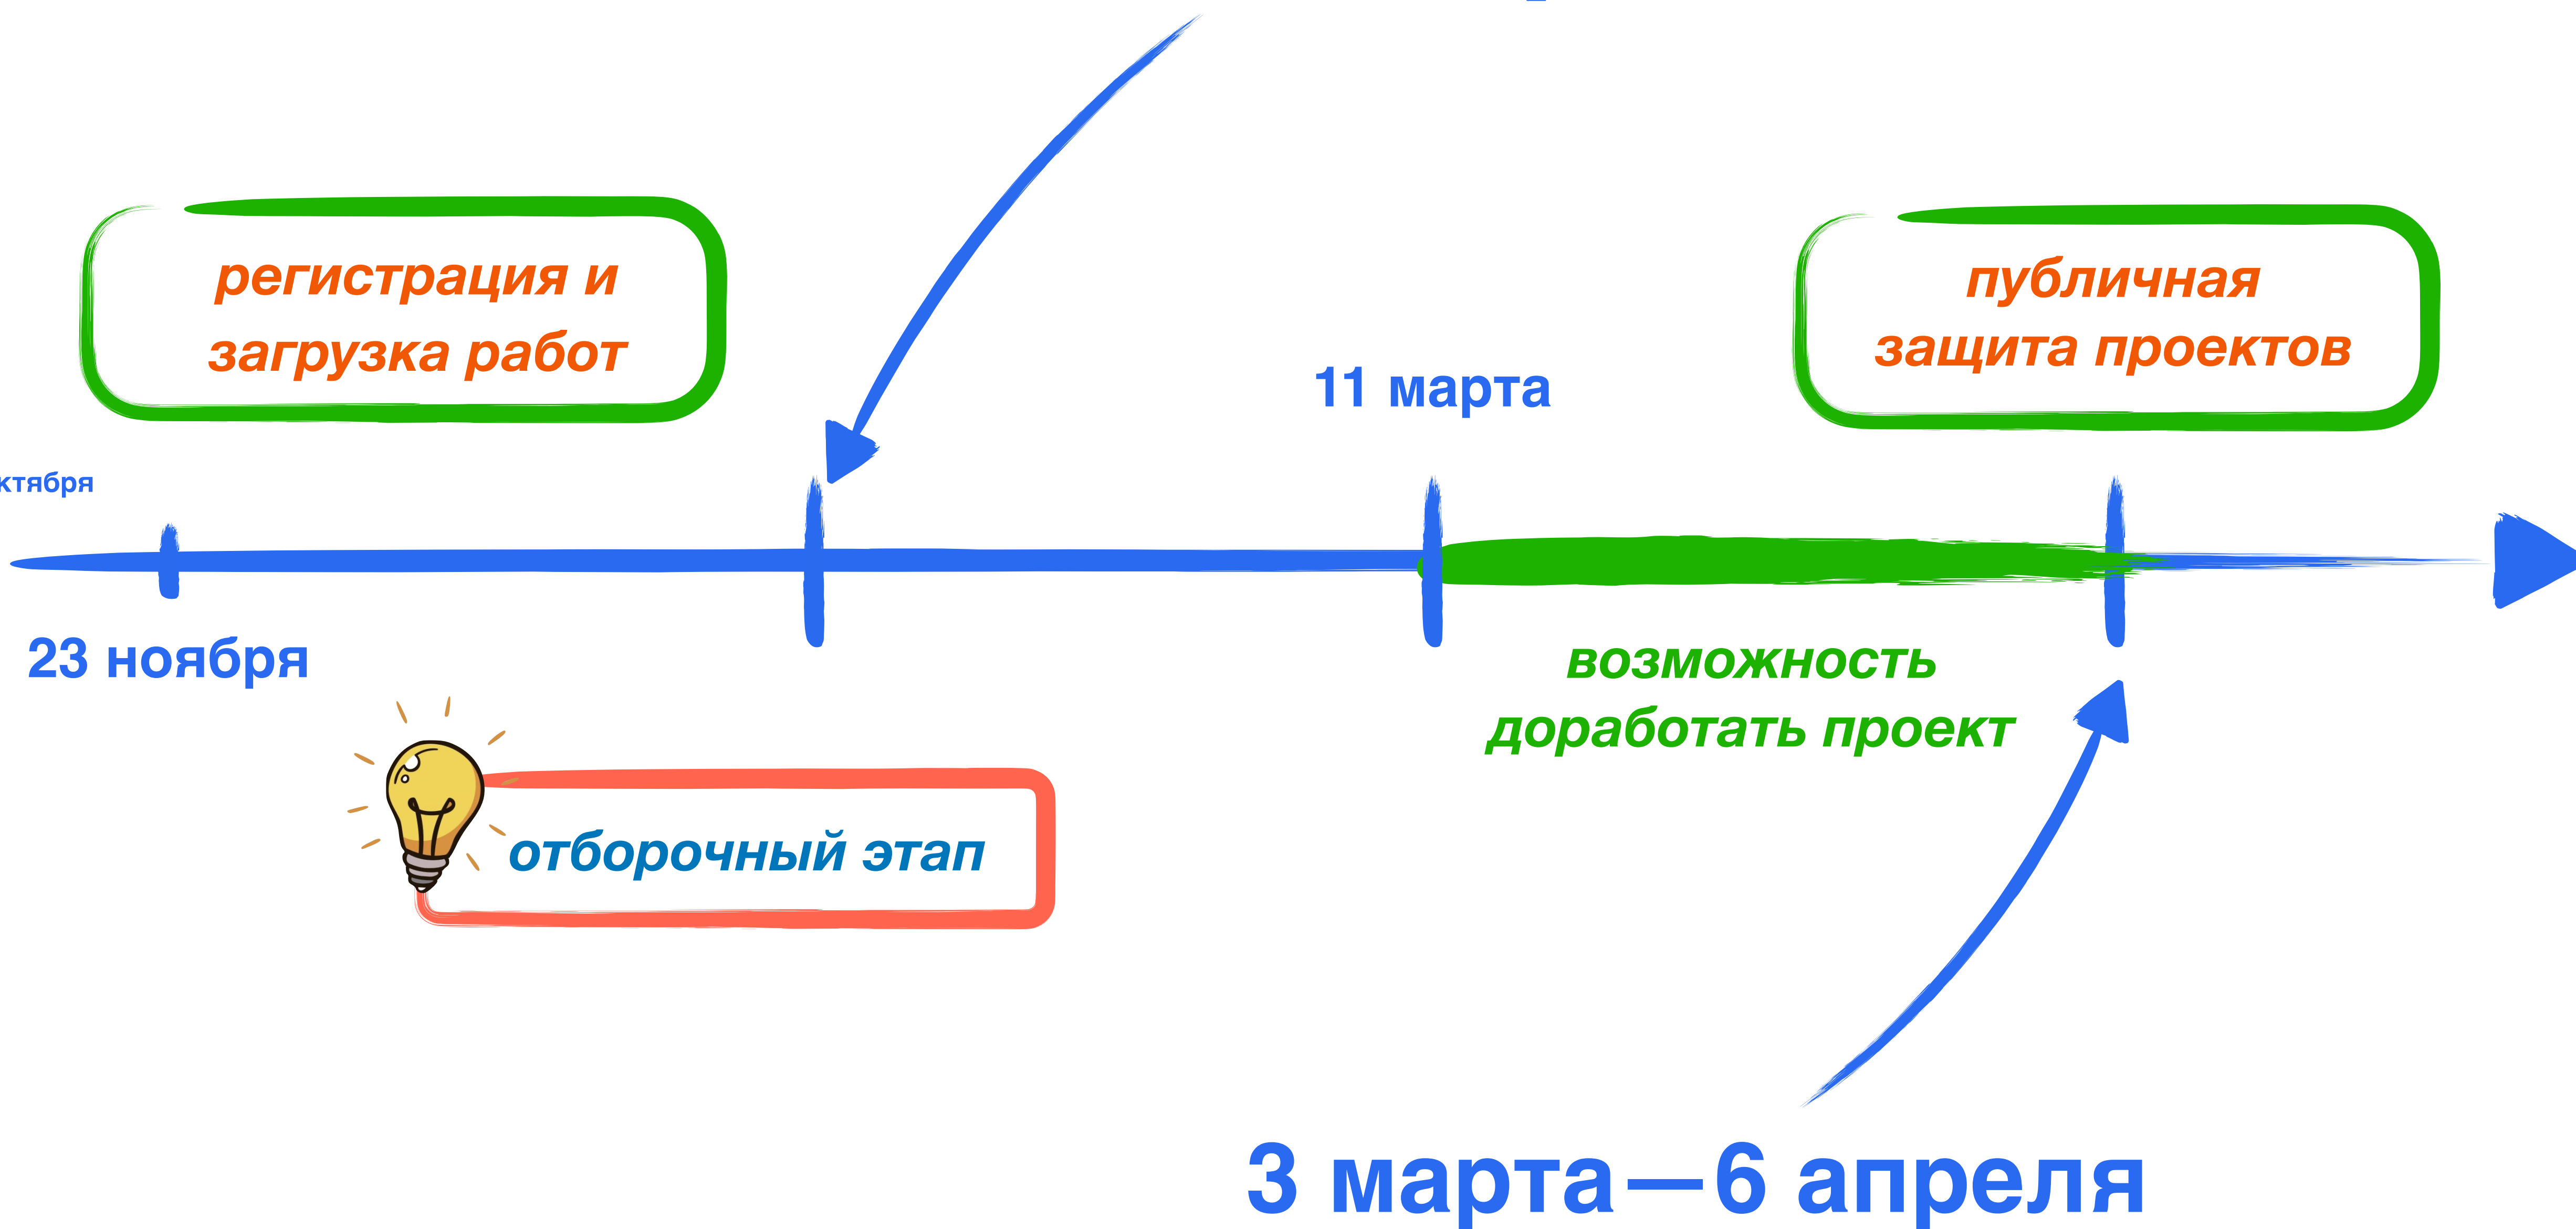 регистрация и
загрузка работ
публичная
защита проектов
11 марта
23 ноября
возможность
доработать проект
отборочный этап
3 марта—6 апреля